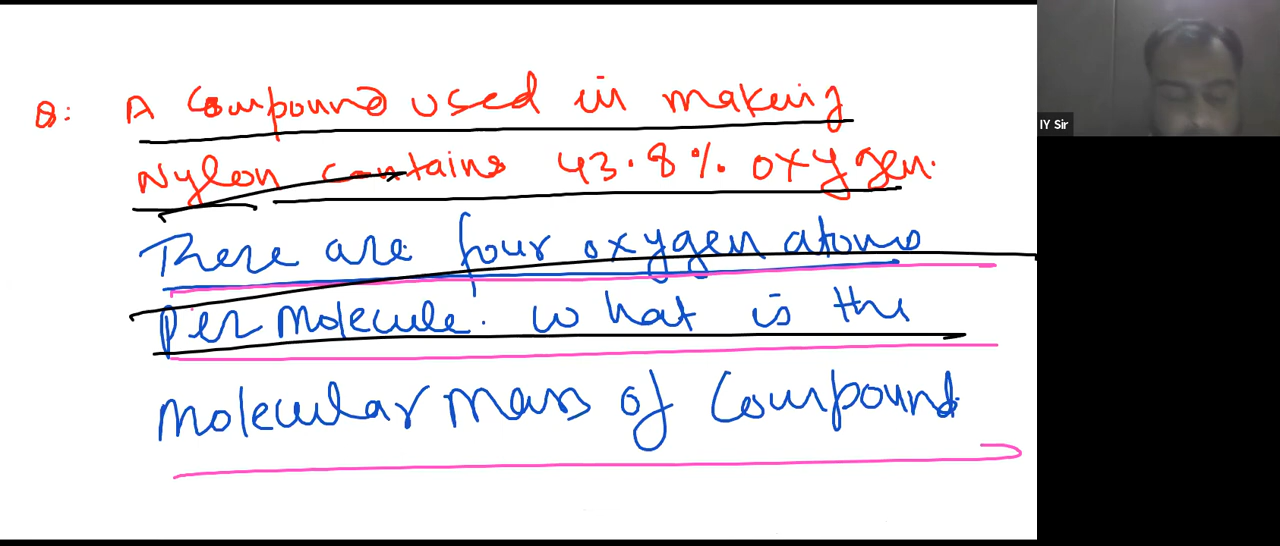 Q: A Compound used in making
Nylon contains 43.8% oxygen.
There are four oxygen atoms
per molecule. What is the
molecular mass of Compound
IY Sir